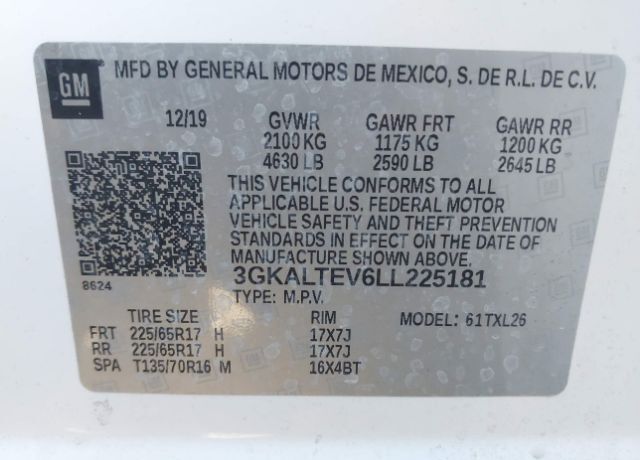 GM
MFD BY GENERAL MOTORS DE MEXICO, S. DE R.L. DE C.V.
12/19 GVWR GAWR FRT GAWR RR
2100 KG 1175 KG 1200 KG
4630 LB 2590 LB 2645 LB
THIS VEHICLE CONFORMS TO ALL
APPLICABLE U.S. FEDERAL MOTOR
VEHICLE SAFETY AND THEFT PREVENTION
STANDARDS IN EFFECT ON THE DATE OF
MANUFACTURE SHOWN ABOVE.
8624
3GKALTEV6LL225181
TYPE: M.P.V.
TIRE SIZE RIM MODEL: 61TXL26
FRT 225/65R17 H 17X7J
RR 225/65R17 H 17X7J
SPA T135/70R16 M 16X4BT